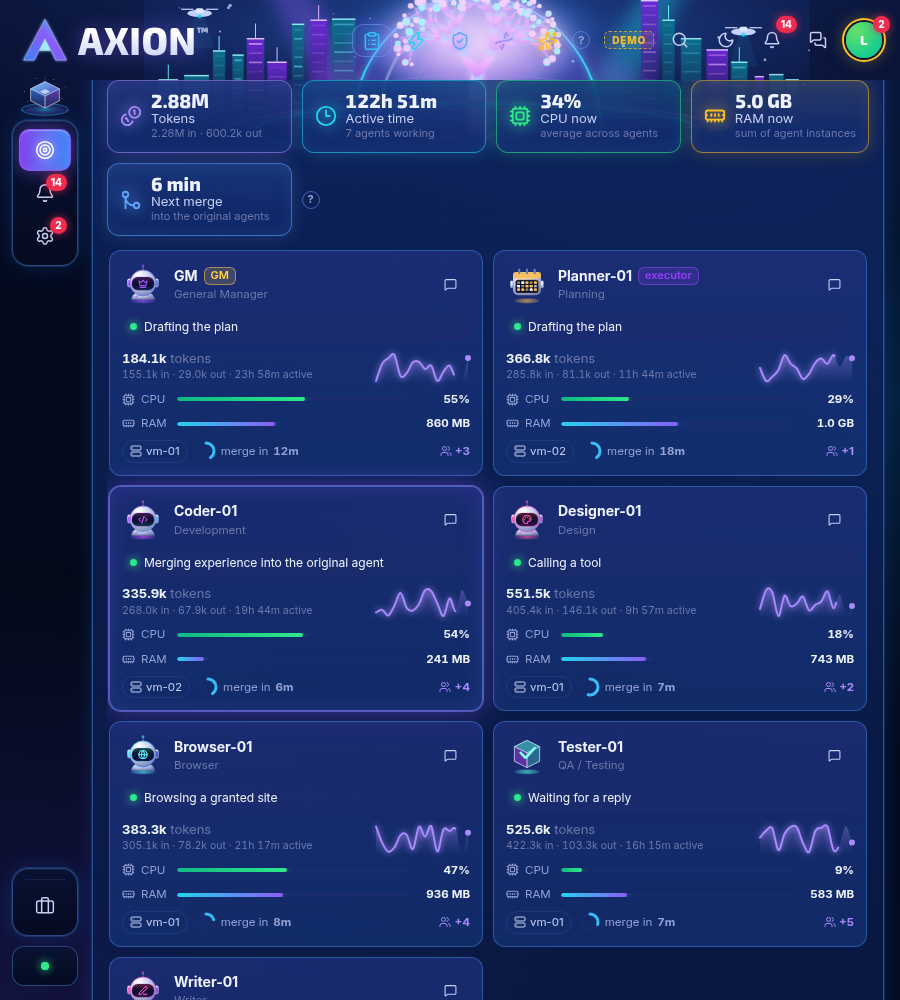 AXION™
?
DEMO
14
L
2
2.88M
Tokens
2.28M in · 600.2k out
122h 51m
Active time
7 agents working
34%
CPU now
average across agents
5.0 GB
RAM now
sum of agent instances
14
2
6 min
Next merge
into the original agents
?
GM GM
General Manager
Drafting the plan
184.1k tokens
155.1k in · 29.0k out · 23h 58m active
CPU 55%
RAM 860 MB
vm-01 merge in 12m +3
Planner-01 executor
Planning
Drafting the plan
366.8k tokens
285.8k in · 81.1k out · 11h 44m active
CPU 29%
RAM 1.0 GB
vm-02 merge in 18m +1
Coder-01
Development
Merging experience into the original agent
335.9k tokens
268.0k in · 67.9k out · 19h 44m active
CPU 54%
RAM 241 MB
vm-02 merge in 6m +4
Designer-01
Design
Calling a tool
551.5k tokens
405.4k in · 146.1k out · 9h 57m active
CPU 18%
RAM 743 MB
vm-01 merge in 7m +2
Browser-01
Browser
Browsing a granted site
383.3k tokens
305.1k in · 78.2k out · 21h 17m active
CPU 47%
RAM 936 MB
vm-01 merge in 8m +4
Tester-01
QA / Testing
Waiting for a reply
525.6k tokens
422.3k in · 103.3k out · 16h 15m active
CPU 9%
RAM 583 MB
vm-01 merge in 7m +5
Writer-01
Writer